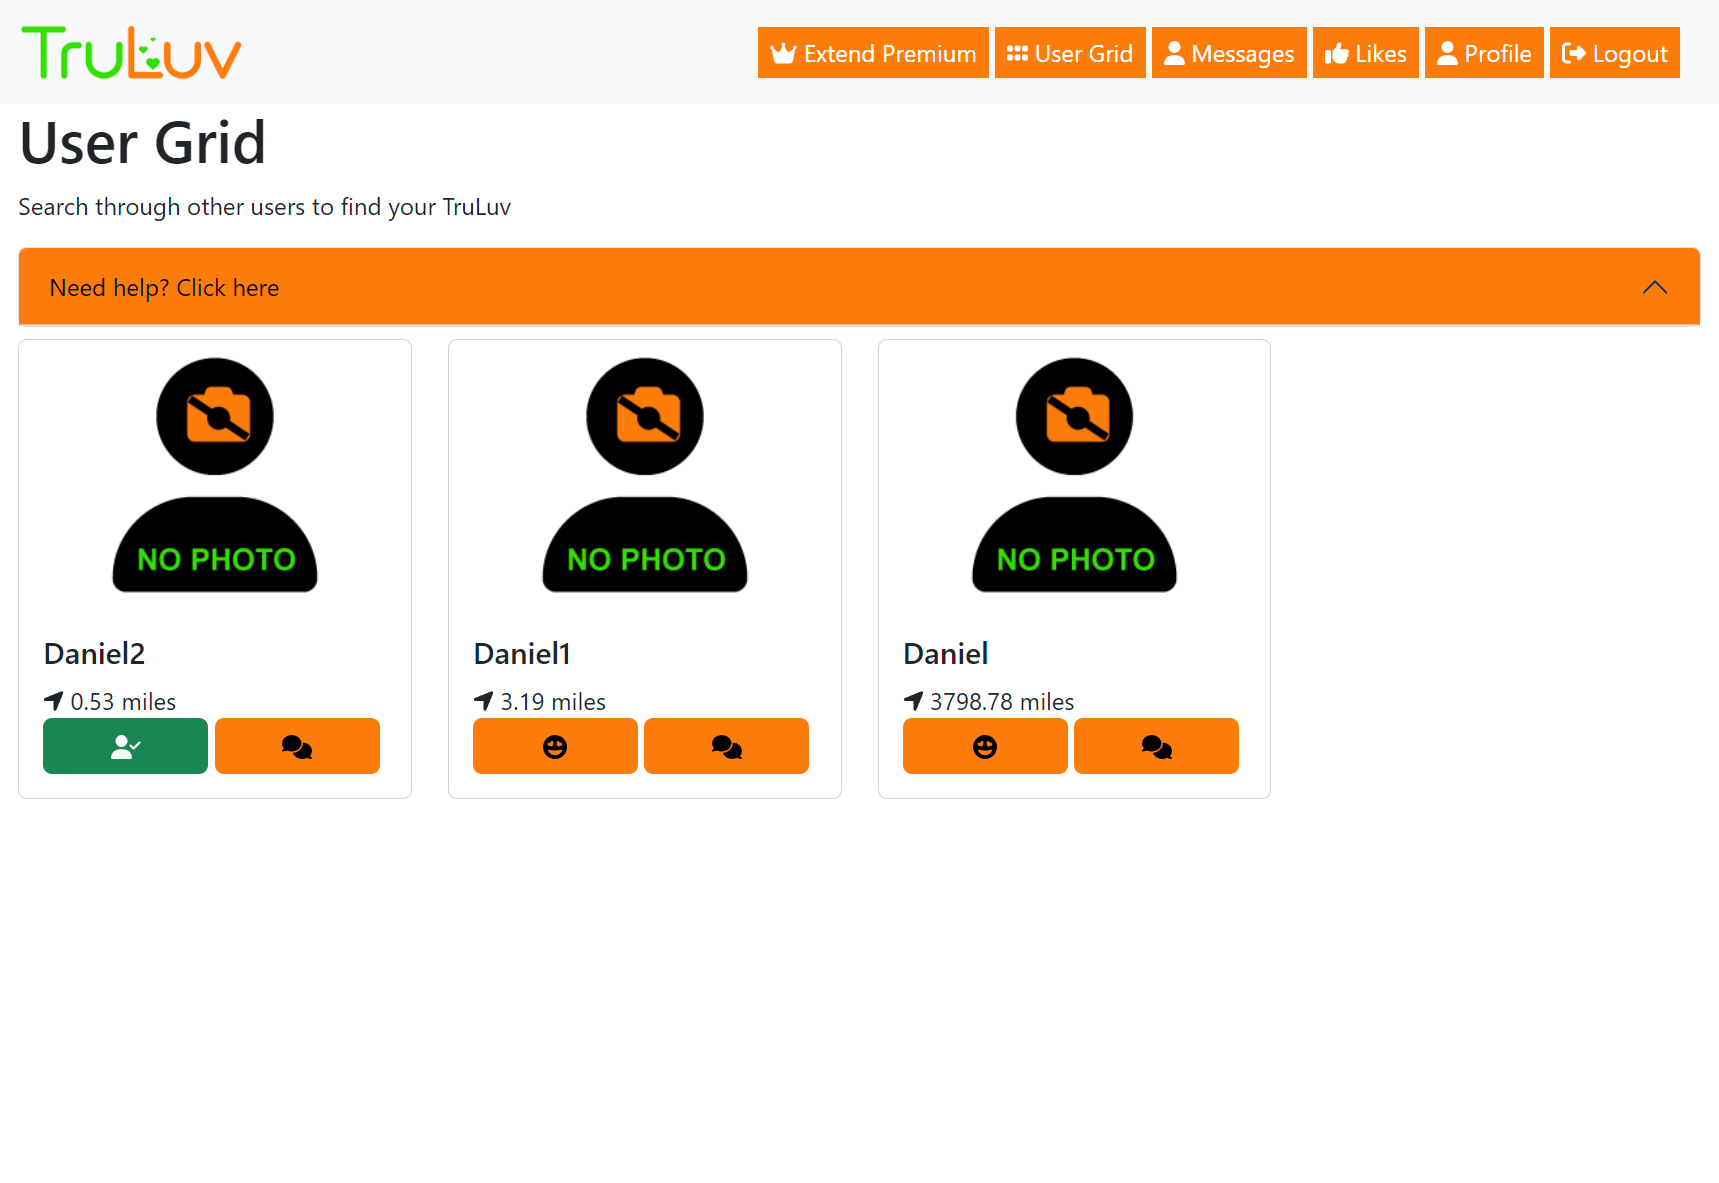 TruLuv
Extend Premium
User Grid
Messages
Likes
Profile
Logout
User Grid
Search through other users to find your TruLuv
Need help? Click here
NO PHOTO
Daniel2
0.53 miles
NO PHOTO
Daniel1
3.19 miles
NO PHOTO
Daniel
3798.78 miles